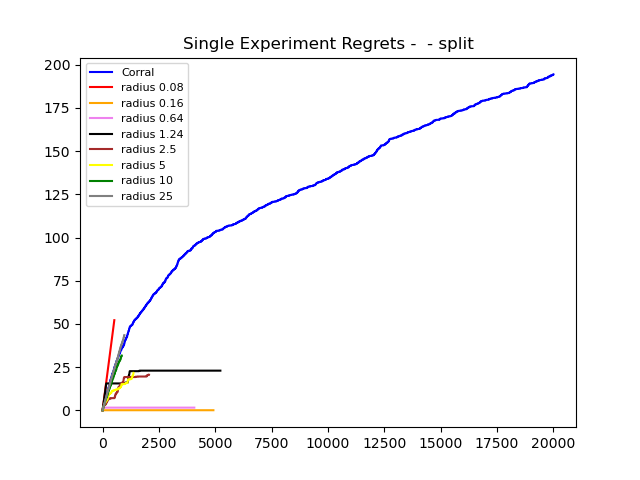 Single Experiment Regrets -  - split
200
175
150
125
100
75
50
25
0
Corral
radius 0.08
radius 0.16
radius 0.64
radius 1.24
radius 2.5
radius 5
radius 10
radius 25
0 2500 5000 7500 10000 12500 15000 17500 20000